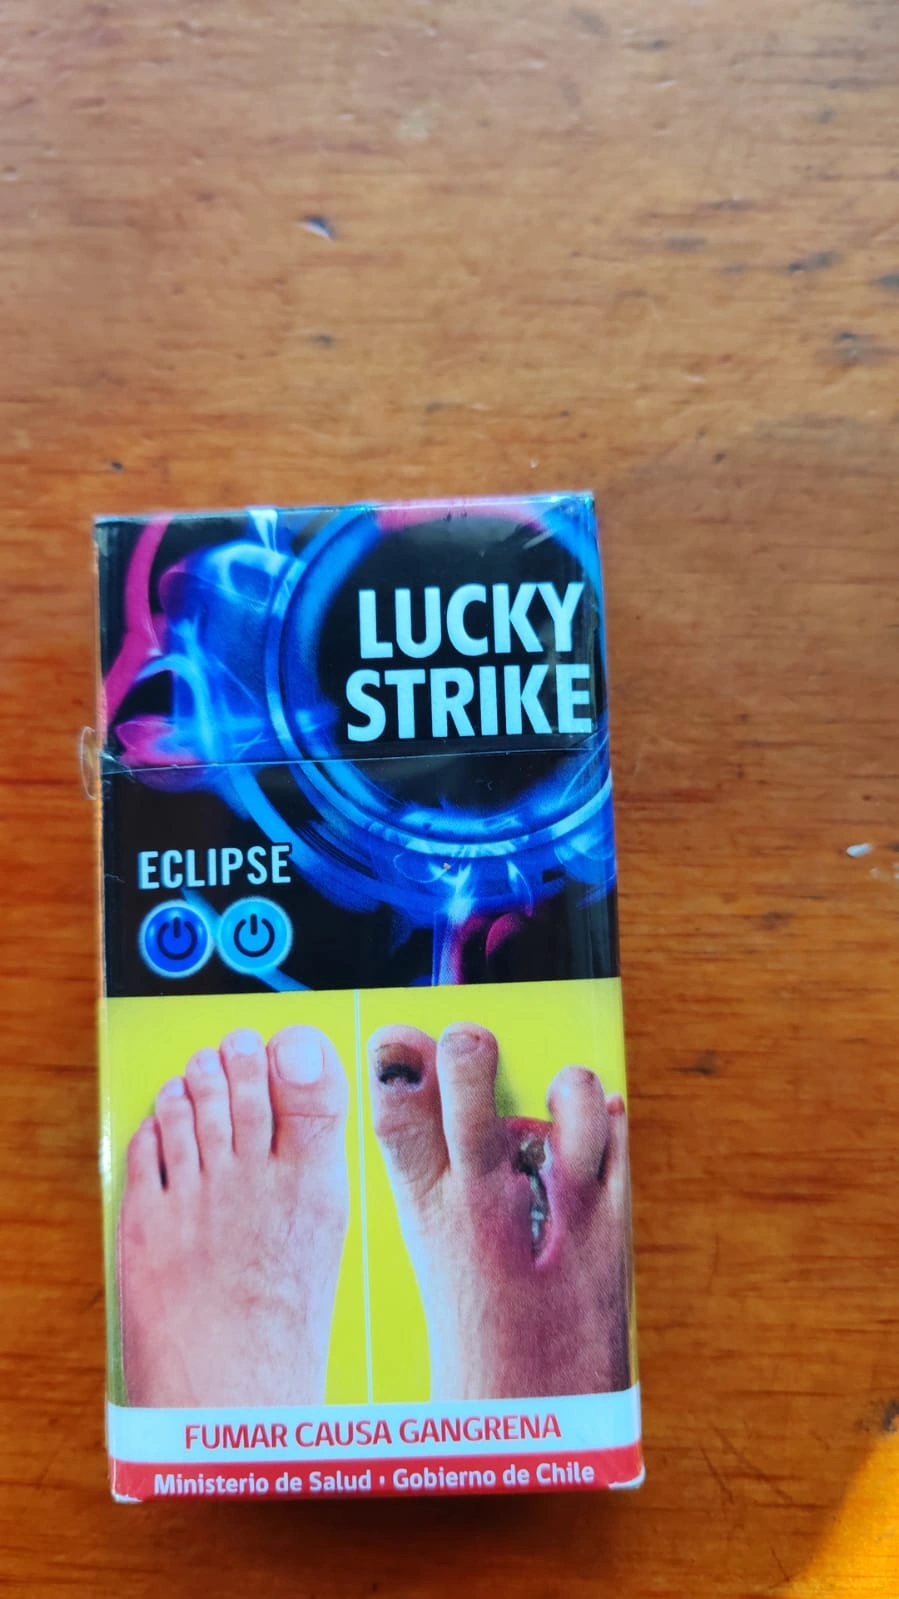 LUCKY
STRIKE
ECLIPSE
FUMAR CAUSA GANGRENA
Ministerio de Salud • Gobierno de Chile